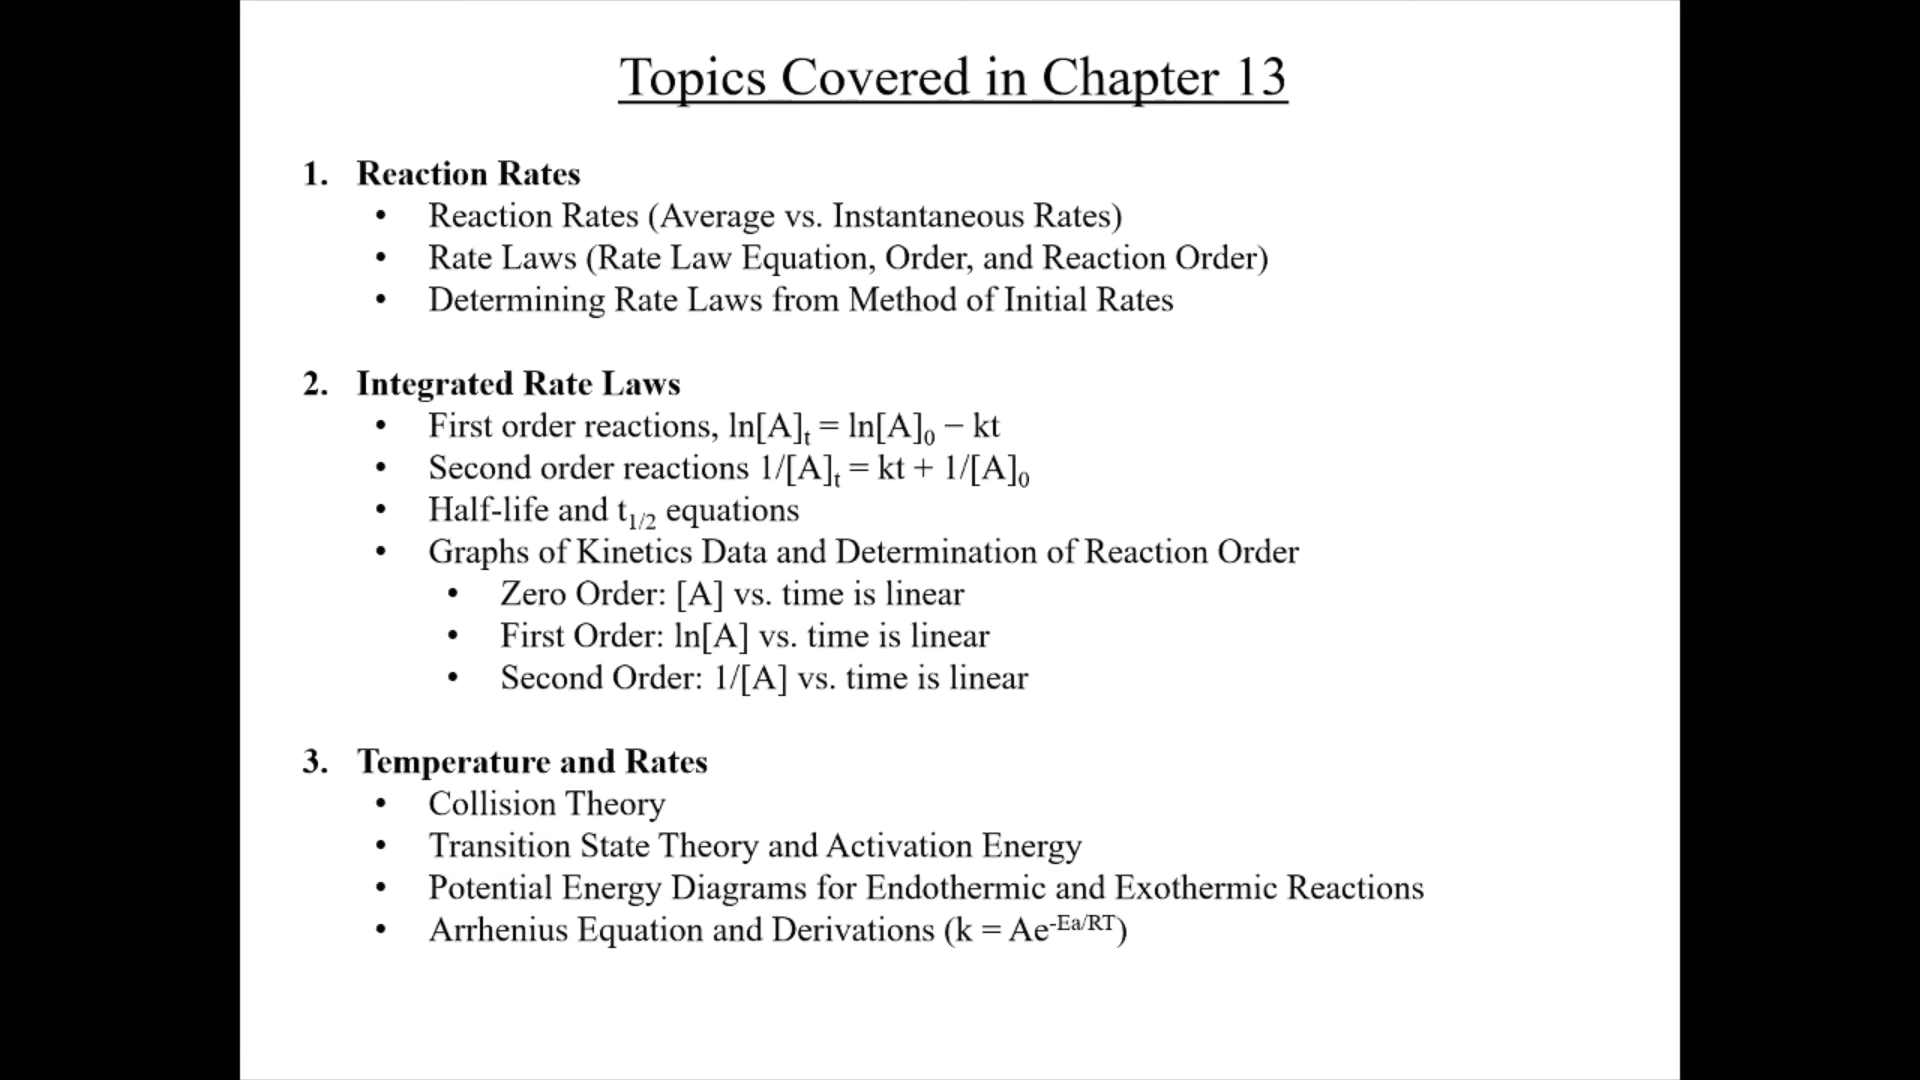 Topics Covered in Chapter 13
1. Reaction Rates
• Reaction Rates (Average vs. Instantaneous Rates)
• Rate Laws (Rate Law Equation, Order, and Reaction Order)
• Determining Rate Laws from Method of Initial Rates
2. Integrated Rate Laws
• First order reactions, ln[A]ₜ = ln[A]₀ − kt
• Second order reactions 1/[A]ₜ = kt + 1/[A]₀
• Half-life and t₁/₂ equations
• Graphs of Kinetics Data and Determination of Reaction Order
• Zero Order: [A] vs. time is linear
• First Order: ln[A] vs. time is linear
• Second Order: 1/[A] vs. time is linear
3. Temperature and Rates
• Collision Theory
• Transition State Theory and Activation Energy
• Potential Energy Diagrams for Endothermic and Exothermic Reactions
• Arrhenius Equation and Derivations (k = Ae^-Ea/RT)